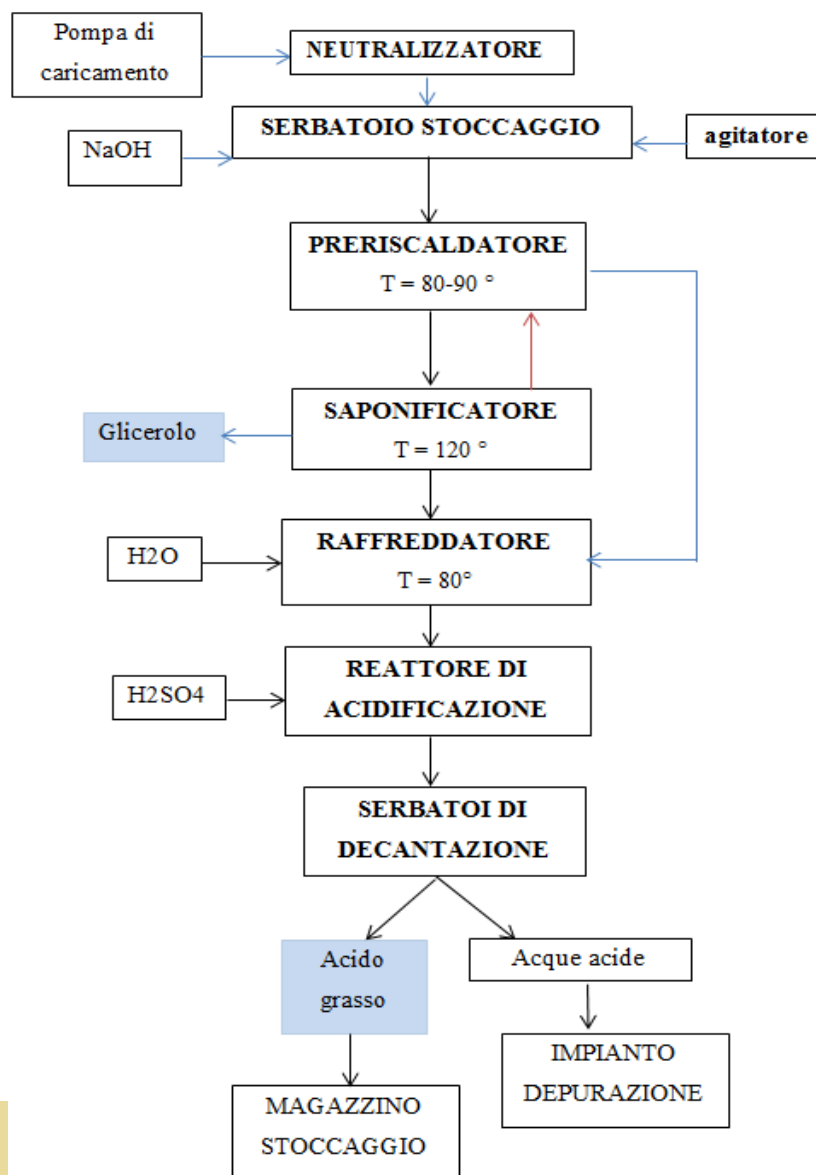 Pompa di
caricamento
NEUTRALIZZATORE
SERBATOIO STOCCAGGIO
agitatore
NaOH
PRERISCALDATORE
T = 80-90 °
SAPONIFICATORE
T = 120 °
Glicerolo
RAFFREDDATORE
T = 80°
H2O
REATTORE DI
ACIDIFICAZIONE
H2SO4
SERBATOI DI
DECANTAZIONE
Acido
grasso
Acque acide
IMPIANTO
DEPURAZIONE
MAGAZZINO
STOCCAGGIO